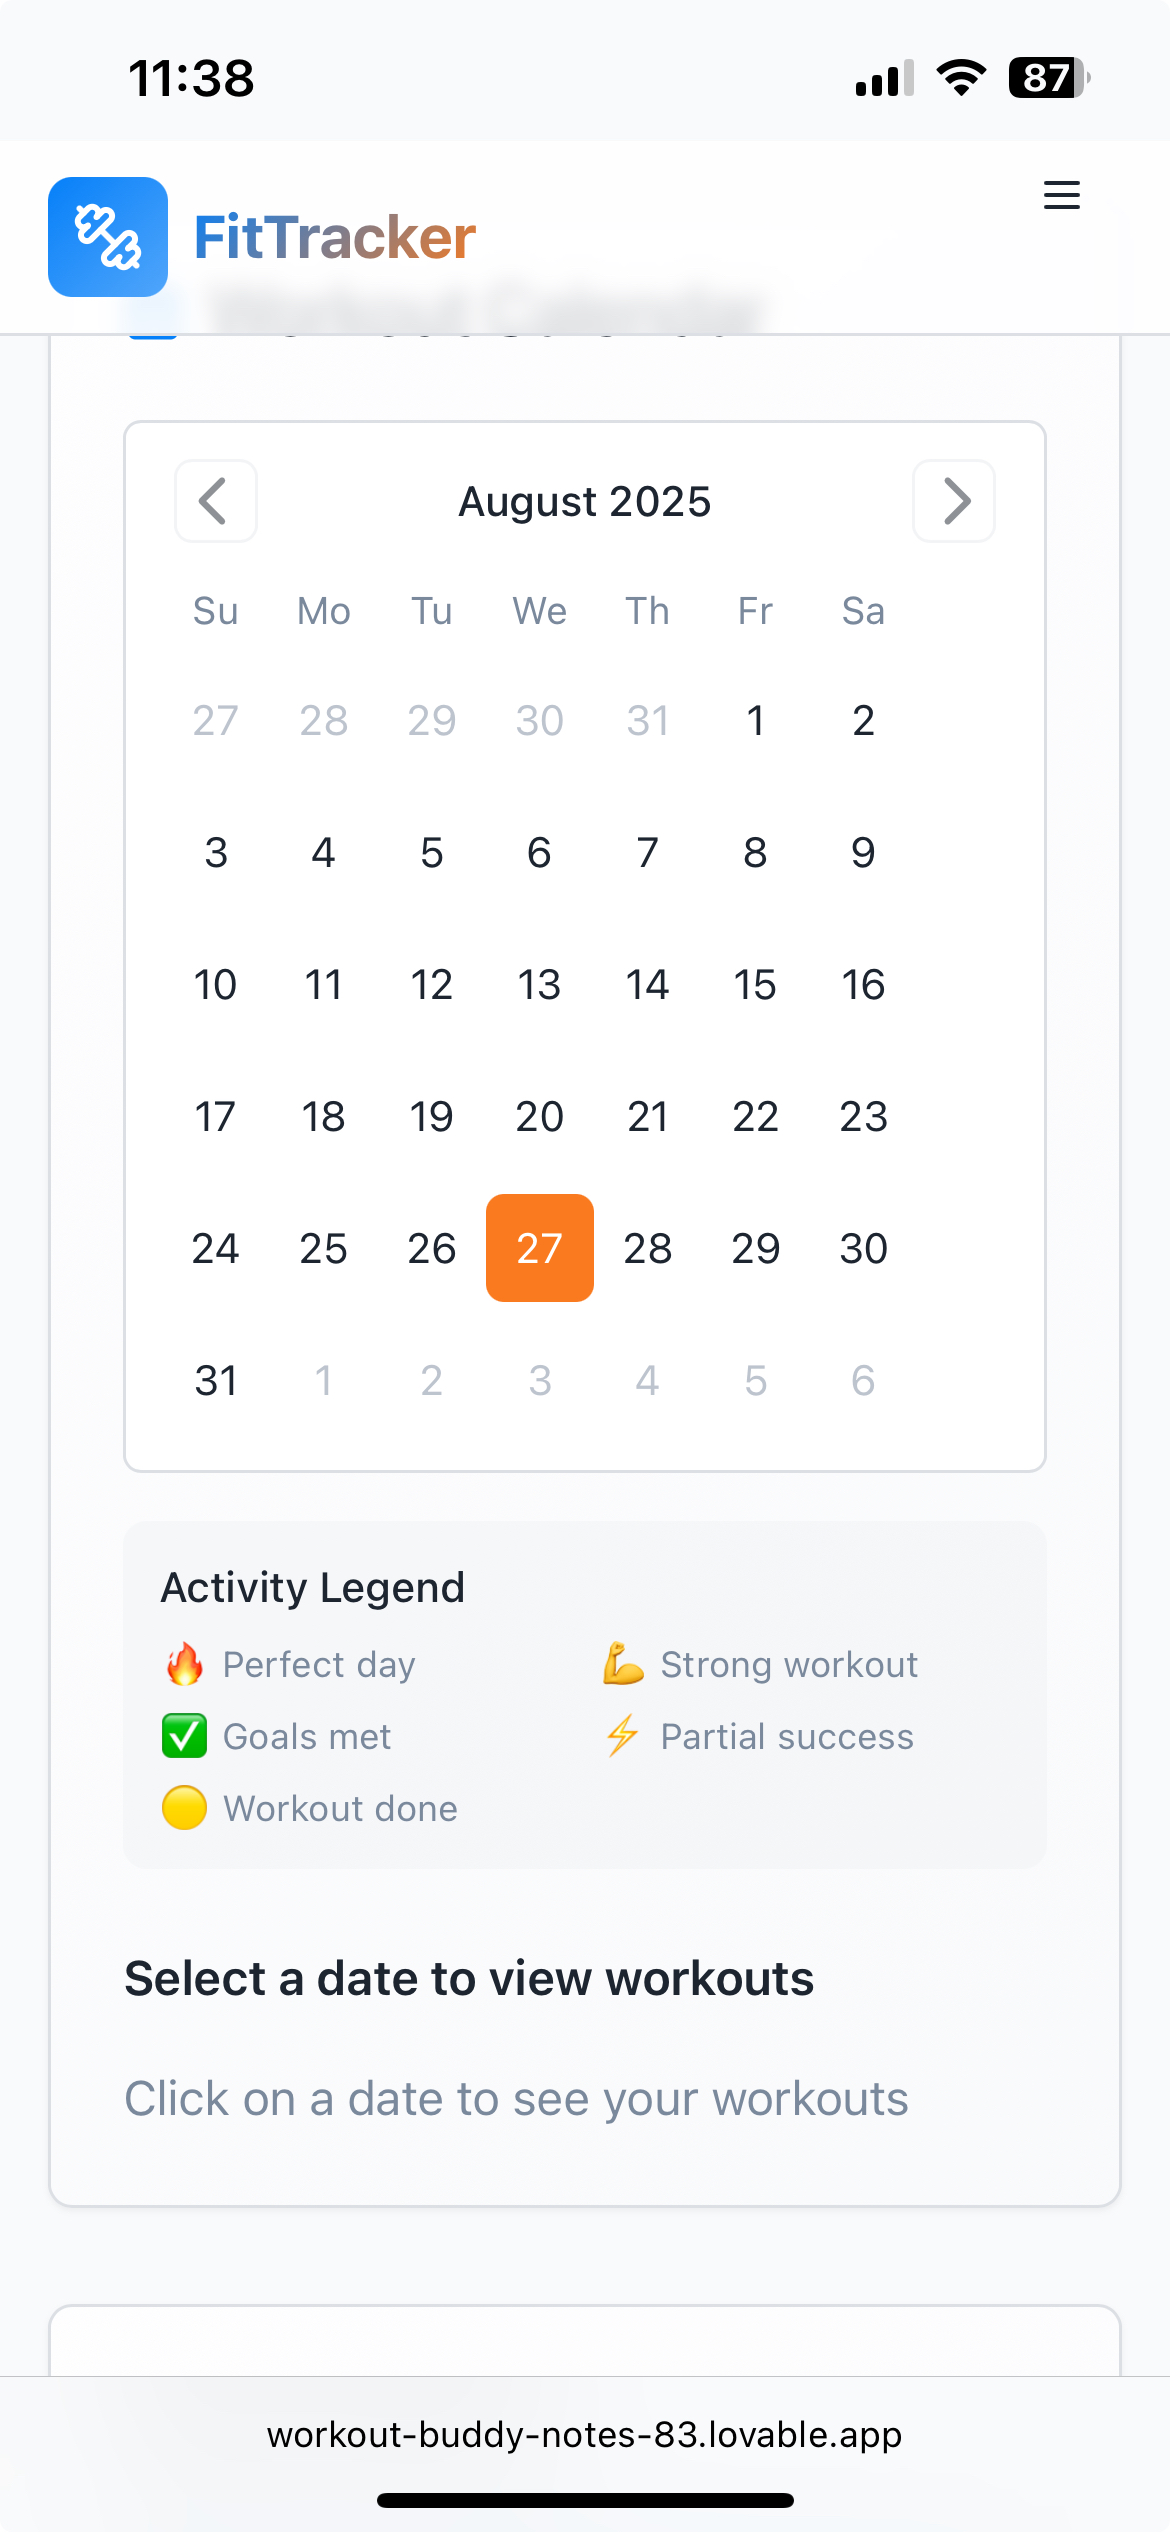 11:38
87
FitTracker
Workout Calendar
August 2025
Su Mo Tu We Th Fr Sa
27 28 29 30 31 1 2
3 4 5 6 7 8 9
10 11 12 13 14 15 16
17 18 19 20 21 22 23
24 25 26 27 28 29 30
31 1 2 3 4 5 6
Activity Legend
Perfect day Strong workout
Goals met Partial success
Workout done
Select a date to view workouts
Click on a date to see your workouts
workout-buddy-notes-83.lovable.app